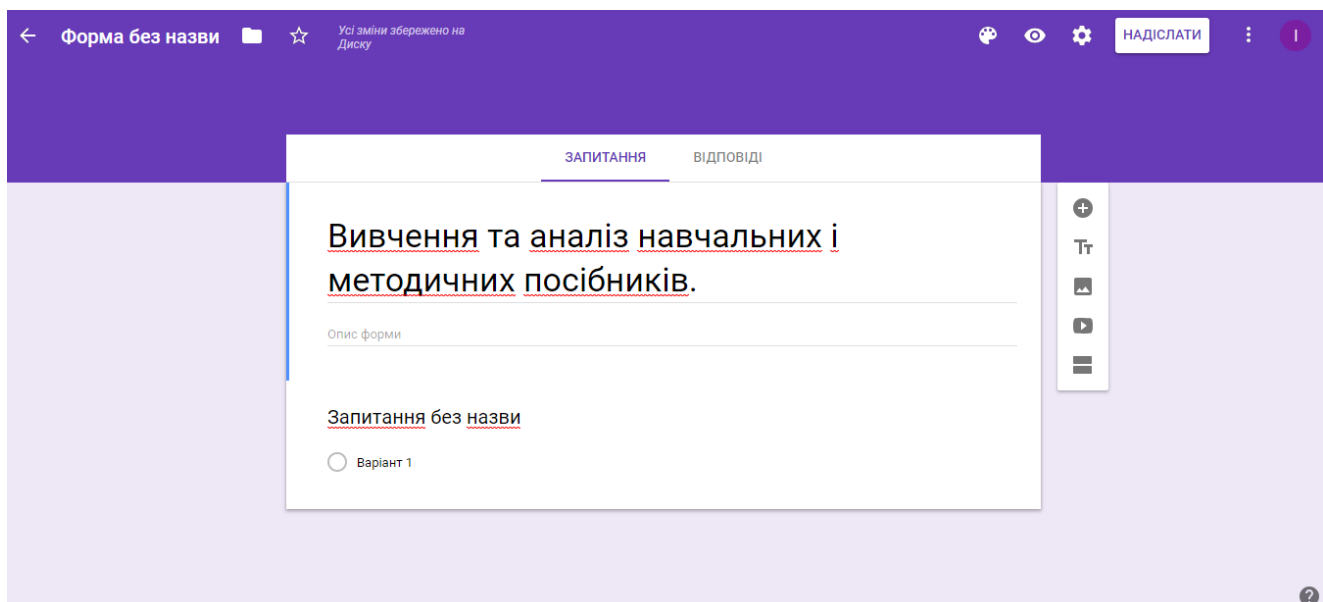 Форма без назви
Усі зміни збережено на
Диску
НАДІСЛАТИ
І
ЗАПИТАННЯ ВІДПОВІДІ
Вивчення та аналіз навчальних і
методичних посібників.
Тт
Опис форми
Запитання без назви
Варіант 1